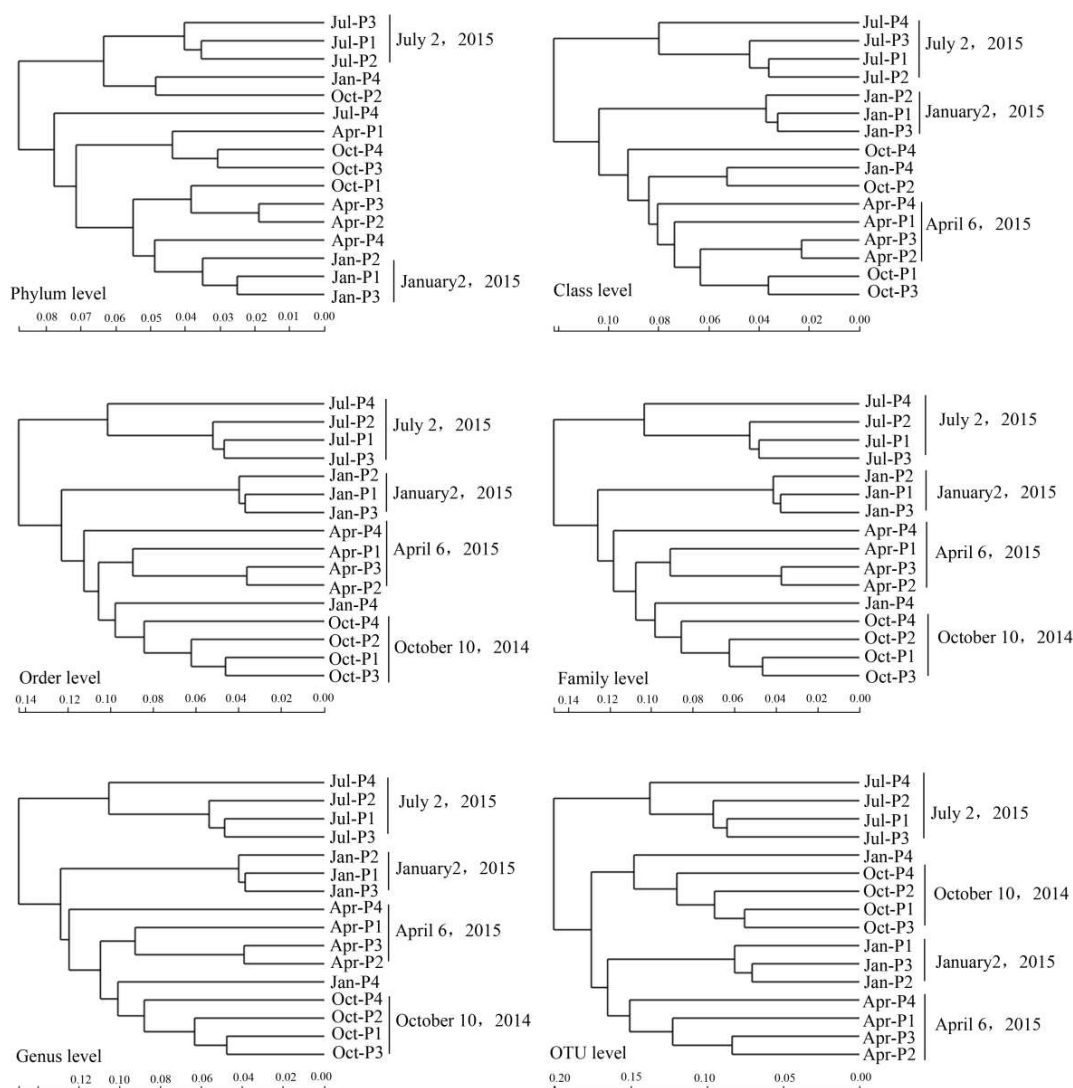 Jul-P3
Jul-P1
Jul-P2
July 2，2015
Jan-P4
Oct-P2
Jul-P4
Apr-P1
Oct-P4
Oct-P3
Oct-P1
Apr-P3
Apr-P2
Apr-P4
Jan-P2
Jan-P1
Jan-P3
January2，2015
Phylum level
0.08 0.07 0.06 0.05 0.04 0.03 0.02 0.01 0.00
Jul-P4
Jul-P3
Jul-P1
Jul-P2
July 2，2015
Jan-P2
Jan-P1
Jan-P3
January2，2015
Oct-P4
Jan-P4
Oct-P2
Apr-P4
Apr-P1
Apr-P3
Apr-P2
April 6，2015
Oct-P1
Oct-P3
Class level
0.10 0.08 0.06 0.04 0.02 0.00
Jul-P4
Jul-P2
Jul-P1
Jul-P3
July 2，2015
Jan-P2
Jan-P1
Jan-P3
January2，2015
Apr-P4
Apr-P1
Apr-P3
Apr-P2
April 6，2015
Jan-P4
Oct-P4
Oct-P2
Oct-P1
Oct-P3
October 10，2014
Order level
0.14 0.12 0.10 0.08 0.06 0.04 0.02 0.00
Jul-P4
Jul-P2
Jul-P1
Jul-P3
July 2，2015
Jan-P2
Jan-P1
Jan-P3
January2，2015
Apr-P4
Apr-P1
Apr-P3
Apr-P2
April 6，2015
Jan-P4
Oct-P4
Oct-P2
Oct-P1
Oct-P3
October 10，2014
Family level
0.14 0.12 0.10 0.08 0.06 0.04 0.02 0.00
Jul-P4
Jul-P2
Jul-P1
Jul-P3
July 2，2015
Jan-P2
Jan-P1
Jan-P3
January2，2015
Apr-P4
Apr-P1
Apr-P3
Apr-P2
April 6，2015
Jan-P4
Oct-P4
Oct-P2
Oct-P1
Oct-P3
October 10，2014
Genus level
0.12 0.10 0.08 0.06 0.04 0.02 0.00
Jul-P4
Jul-P2
Jul-P1
Jul-P3
July 2，2015
Jan-P4
Oct-P4
Oct-P2
Oct-P1
Oct-P3
October 10，2014
Jan-P1
Jan-P3
Jan-P2
January2，2015
Apr-P4
Apr-P1
Apr-P3
Apr-P2
April 6，2015
OTU level
0.20 0.15 0.10 0.05 0.00